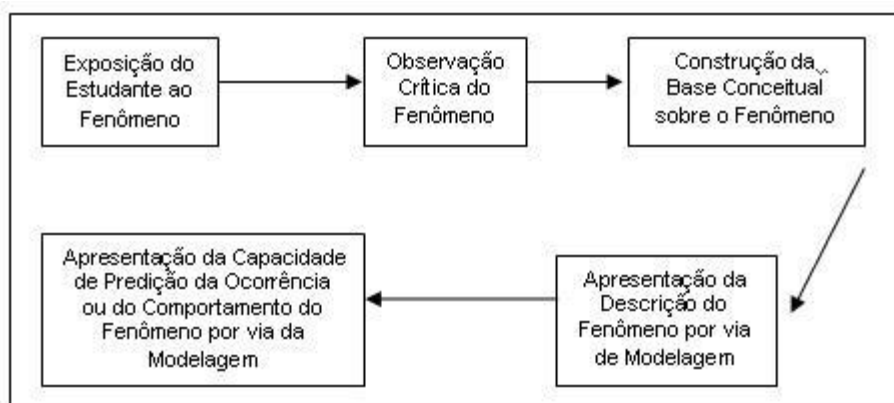 Exposição do
Estudante ao
Fenômeno
Observação
Crítica do
Fenômeno
Construção da
Base Conceitual
sobre o Fenômeno
Apresentação da
Descrição do
Fenômeno por via
de Modelagem
Apresentação da Capacidade
de Predição da Ocorrência
ou do Comportamento do
Fenômeno por via da
Modelagem